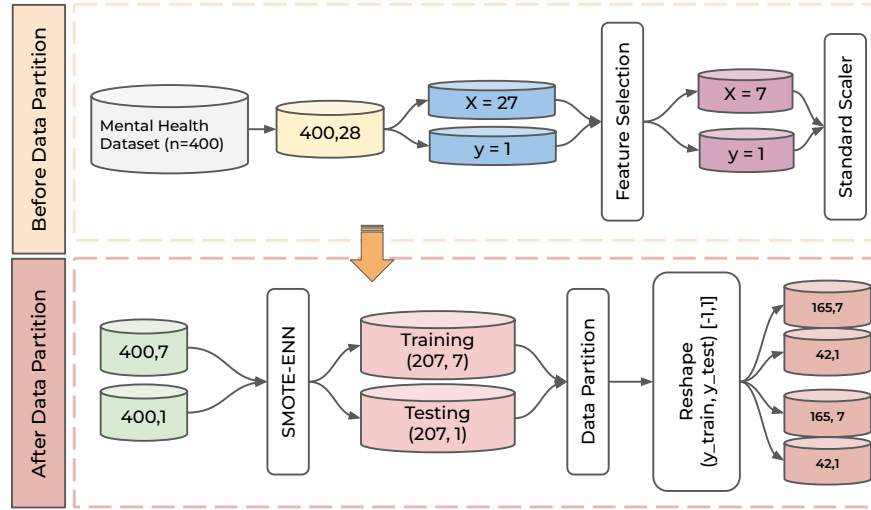 Before Data Partition
Mental Health
Dataset (n=400)
400,28
X = 27
y = 1
Feature Selection
X = 7
y = 1
Standard Scaler
After Data Partition
400,7
400,1
SMOTE-ENN
Training
(207, 7)
Testing
(207, 1)
Data Partition
Reshape
(y_train, y_test) [-1,1]
165,7
42,1
165, 7
42,1